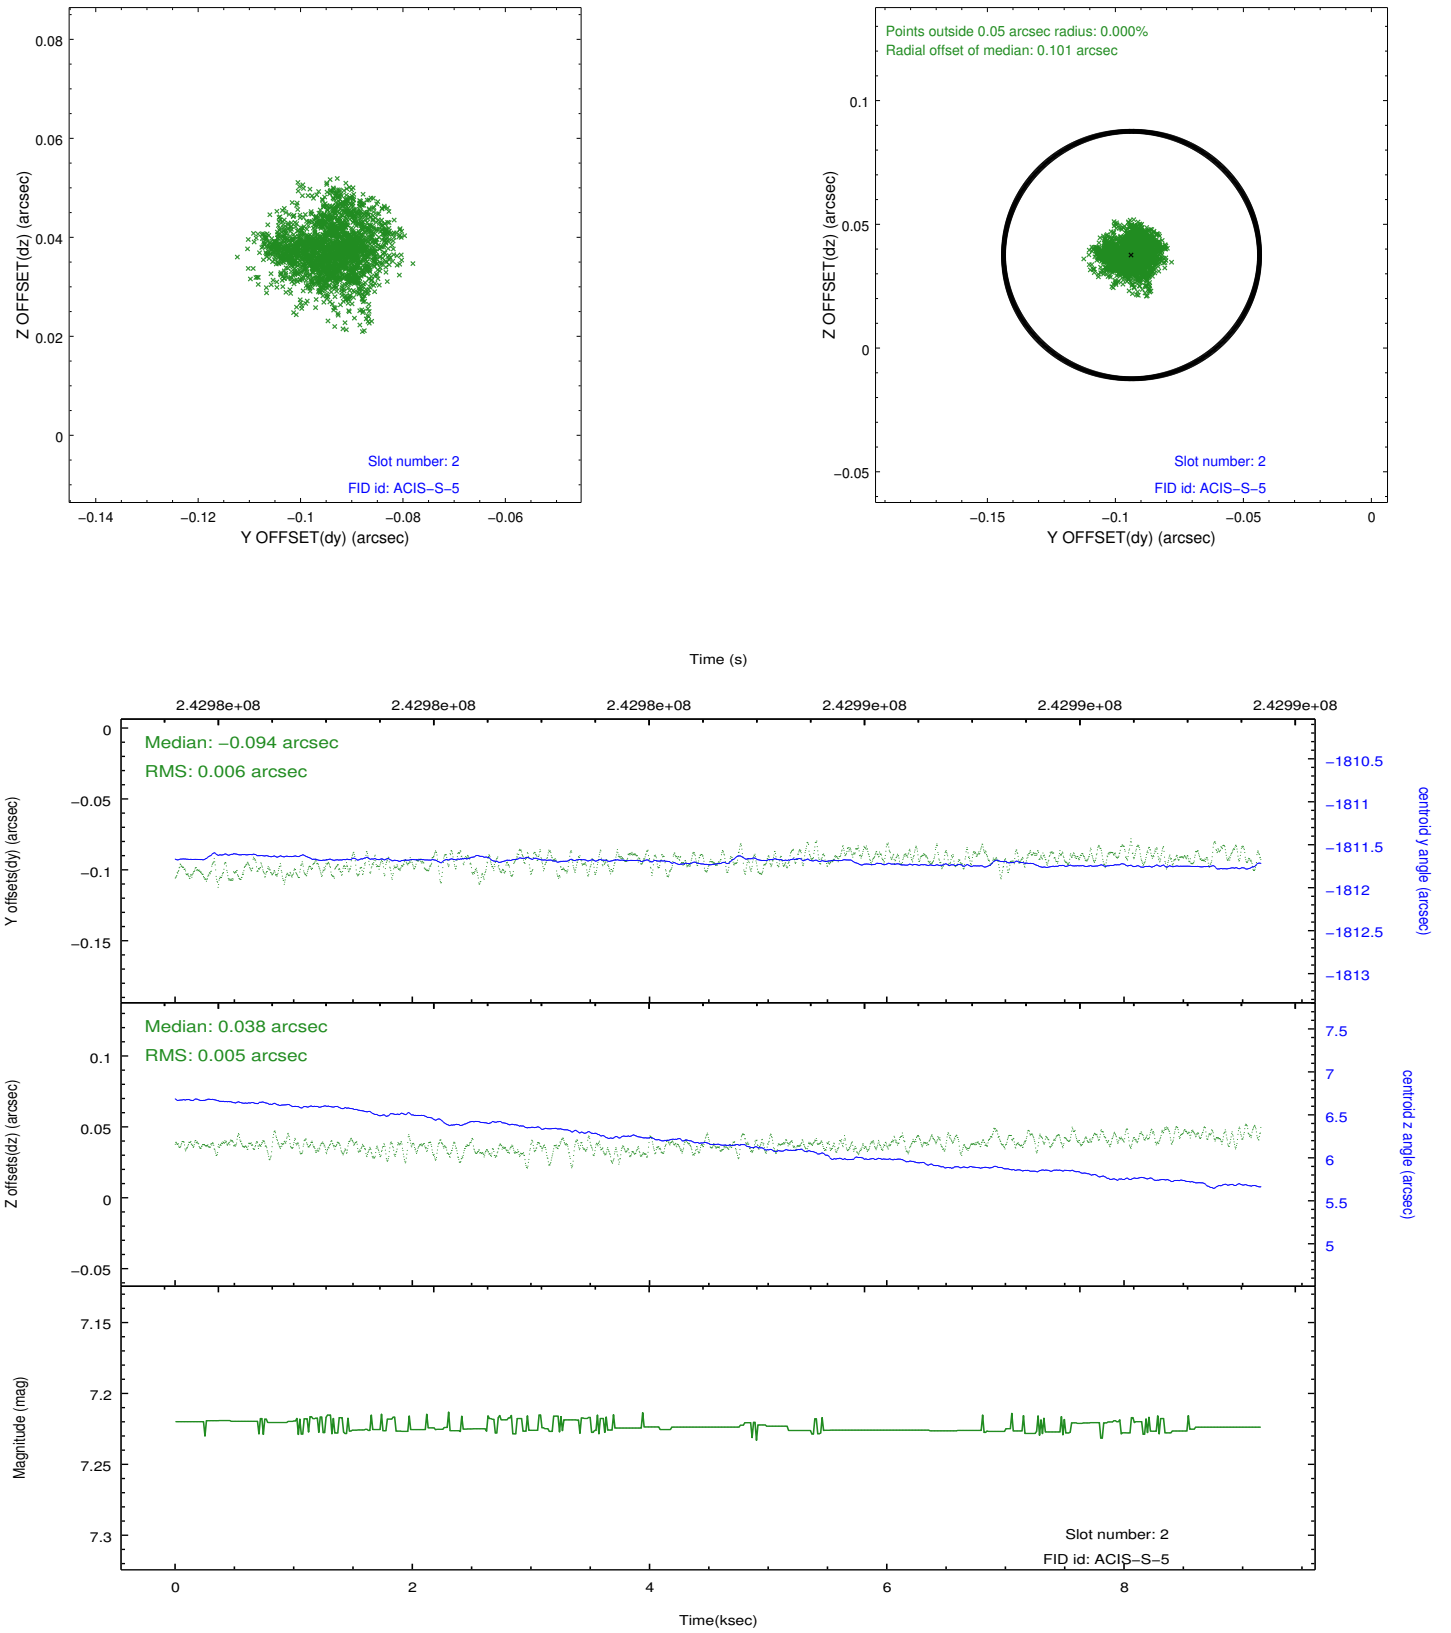 0.08
0.06
0.04
0.02
0
Z OFFSET(dz) (arcsec)
Slot number: 2
FID id: ACIS−S−5
−0.14 −0.12 −0.1 −0.08 −0.06
Y OFFSET(dy) (arcsec)
Points outside 0.05 arcsec radius: 0.000%
Radial offset of median: 0.101 arcsec
0.1
0.05
0
−0.05
Z OFFSET(dz) (arcsec)
Slot number: 2
FID id: ACIS−S−5
−0.15 −0.1 −0.05 0
Y OFFSET(dy) (arcsec)
Time (s)
2.4298e+08 2.4298e+08 2.4298e+08 2.4299e+08 2.4299e+08 2.4299e+08
Median: −0.094 arcsec
RMS: 0.006 arcsec
0
−0.05
−0.1
−0.15
Y offsets(dy) (arcsec)
−1810.5
−1811
−1811.5
−1812
−1812.5
−1813
centroid y angle (arcsec)
Median: 0.038 arcsec
RMS: 0.005 arcsec
0.1
0.05
0
−0.05
Z offsets(dz) (arcsec)
7.5
7
6.5
6
5.5
5
centroid z angle (arcsec)
7.15
7.2
7.25
7.3
Magnitude (mag)
Slot number: 2
FID id: ACIS−S−5
0 2 4 6 8
Time(ksec)